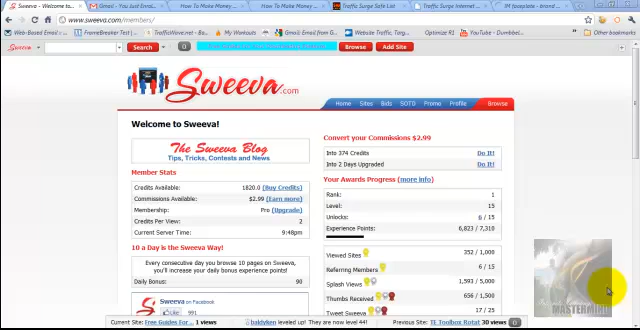 Sweeva - Welcome to...
Gmail - You Just Enrol...
How To Make Money ...
How To Make Money ...
Traffic Surge Safe List
Traffic Surge Internet ...
IM faceplate - brand ...
www.sweeva.com/members/
Web-Based Email
FrameBreaker Test
TrafficWave.net
My Workouts
Gmail Email from Goo...
Website Traffic, Targ...
Optimize RI
YouTube - Dumbbel...
Other bookmarks
Sweeva
Search
0
Browse
Add Site
Sweeva.com
Home Sites Bids SOTD Promo Profile Browse
Welcome to Sweeva!
The Sweeva Blog
Tips, Tricks, Contests and News
Member Stats
Credits Available: 1820.0 (Buy Credits)
Commissions Available: $2.99 (Earn more)
Membership: Pro (Upgrade)
Credits Per View: 2
Current Server Time: 9:48pm
10 a Day is the Sweeva Way!
Every consecutive day you browse 10 pages on Sweeva,
you'll increase your daily bonus experience points!
Daily Bonus: 90
Sweeva on Facebook
Like
Convert your Commissions $2.99
Into 374 Credits Do It!
Into 2 Days Upgraded Do It!
Your Awards Progress (more info)
Rank: 1
Level: 15
Unlocks: 6 / 15
Experience Points: 6,823 / 7,310
Viewed Sites 352 / 1,000
Referring Members 6 / 15
Splash Views 1,593 / 5,000
Thumbs Received 656 / 1,500
Tweet Sweeva 17 / 25
MASTERMIND
Current Site: Free Guides For 1 views
baldyken leveled up! They are now level 44!
Previous Site: TE Toolbox Rotat 30 views
0